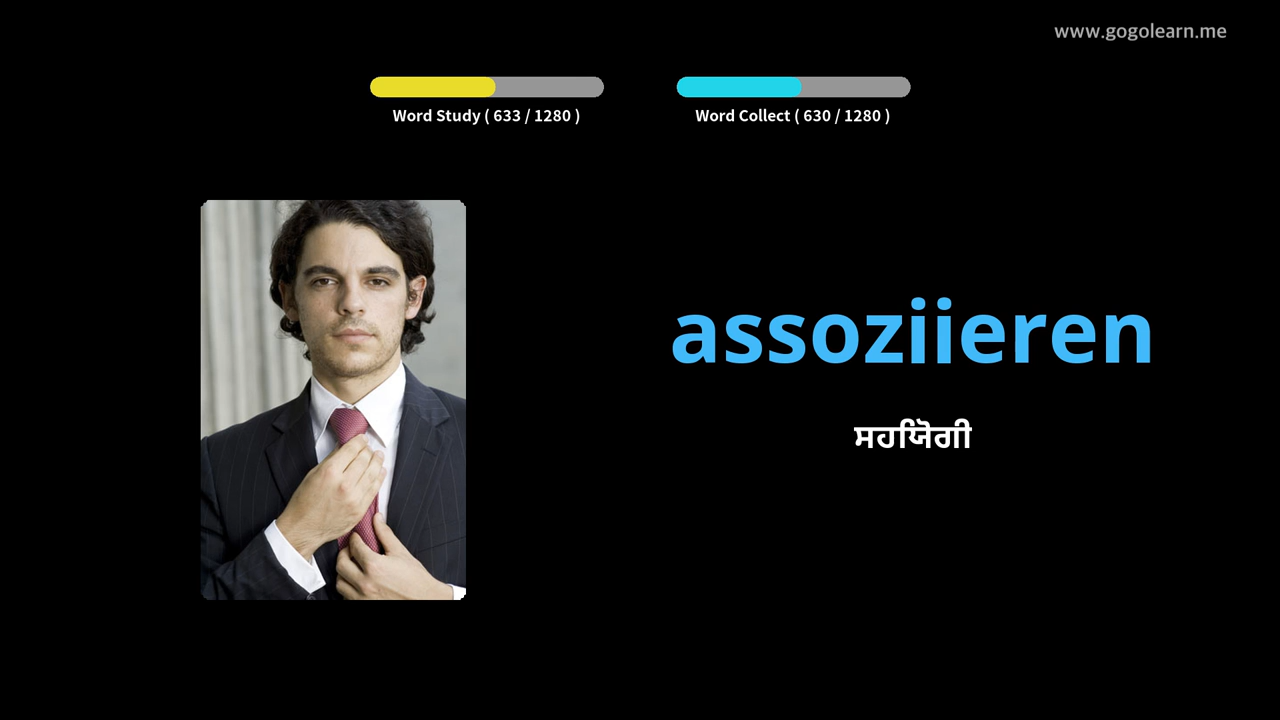 www.gogolearn.me
Word Study ( 633 / 1280 )
Word Collect ( 630 / 1280 )
assoziieren
ਸਹਯਿੋਗੀ